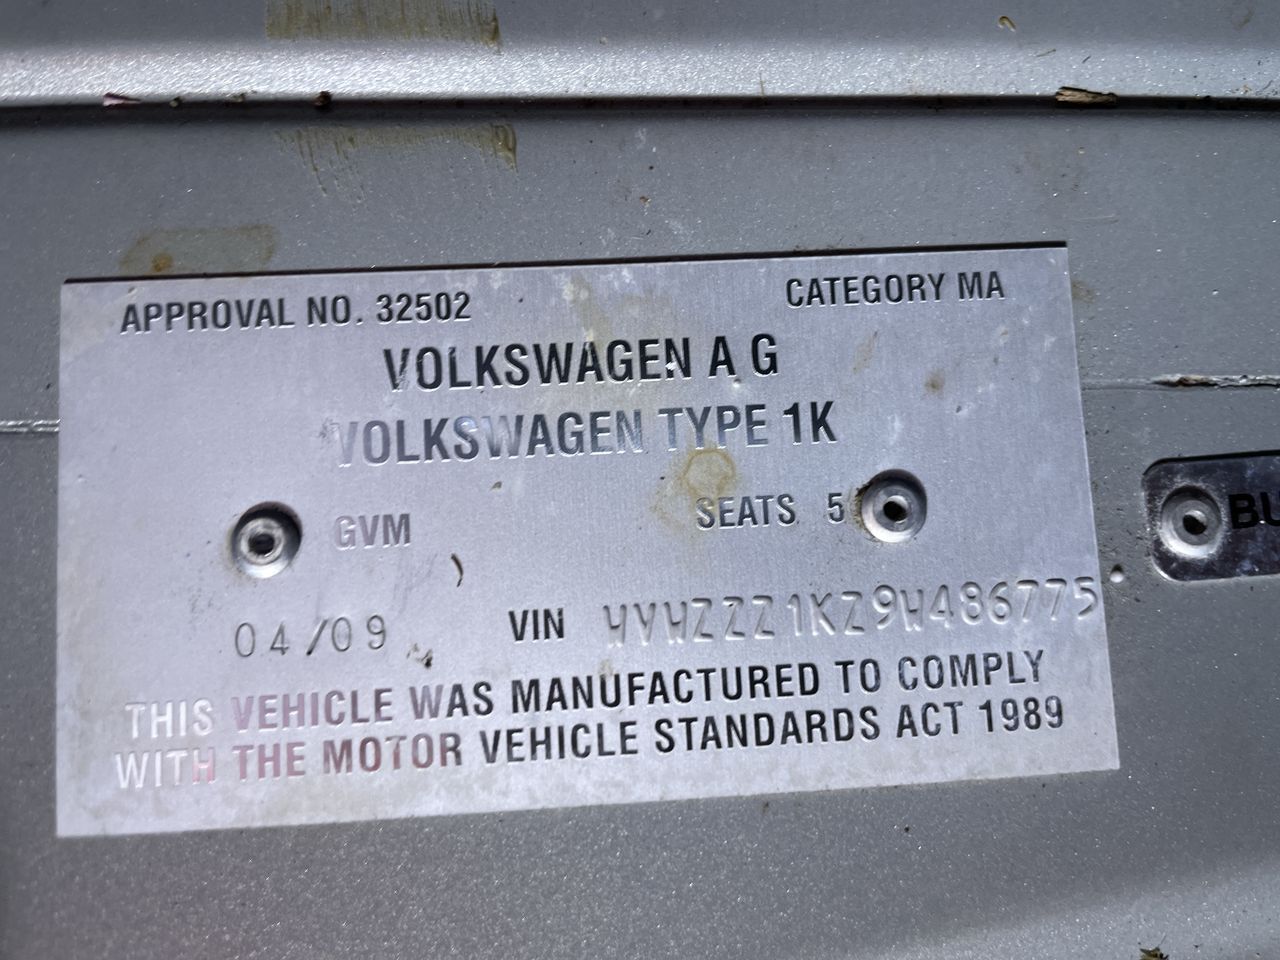 APPROVAL NO. 32502 CATEGORY MA
VOLKSWAGEN A G
VOLKSWAGEN TYPE 1K
GVM SEATS 5
BU
04/09 VIN WVWZZZ1KZ9W486775
THIS VEHICLE WAS MANUFACTURED TO COMPLY
WITH THE MOTOR VEHICLE STANDARDS ACT 1989